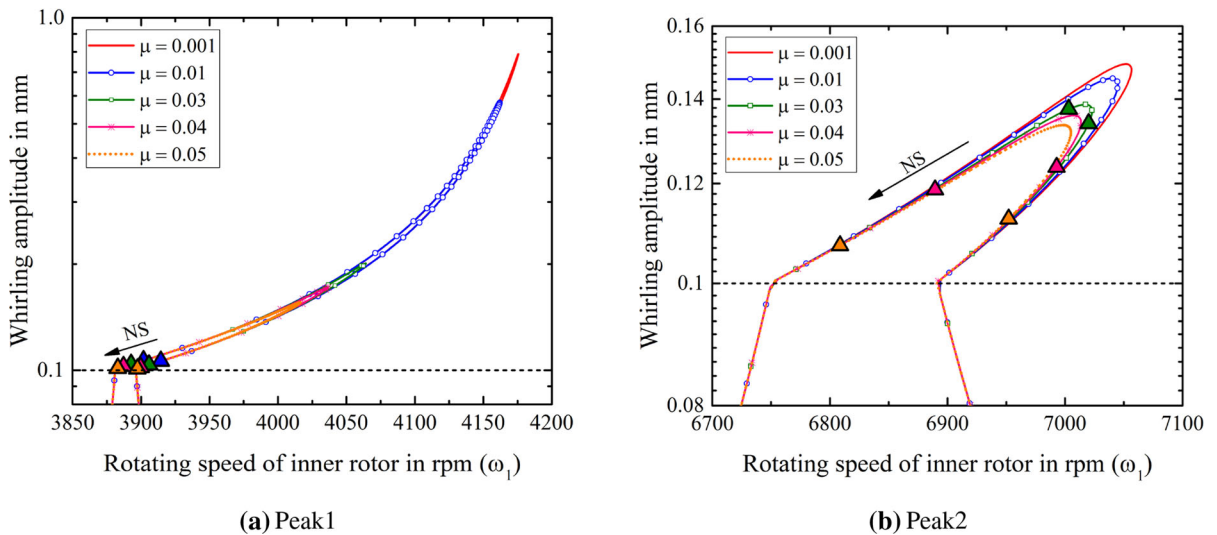 Whirling amplitude in mm
1.0
0.1
μ = 0.001
μ = 0.01
μ = 0.03
μ = 0.04
μ = 0.05
NS
3850 3900 3950 4000 4050 4100 4150 4200
Rotating speed of inner rotor in rpm (ω₁)
(a) Peak1
Whirling amplitude in mm
0.16
0.14
0.12
0.1
0.08
μ = 0.001
μ = 0.01
μ = 0.03
μ = 0.04
μ = 0.05
NS
6700 6800 6900 7000 7100
Rotating speed of inner rotor in rpm (ω₁)
(b) Peak2